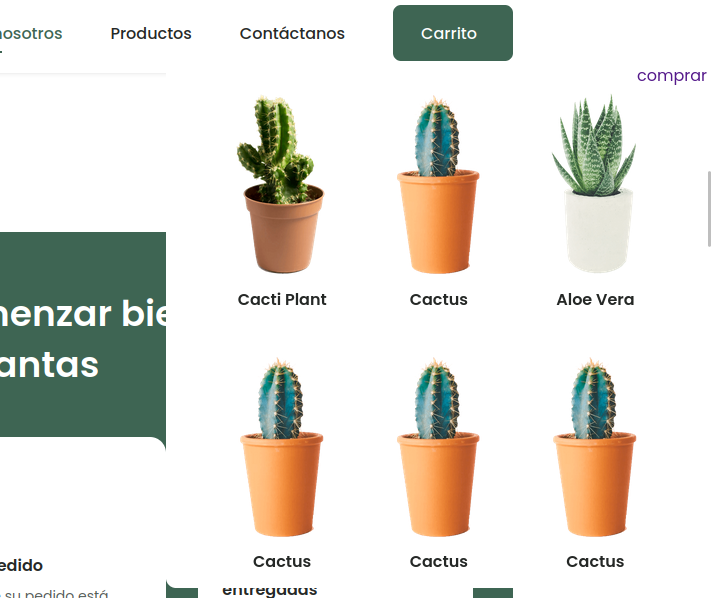 nosotros Productos Contáctanos Carrito
comprar
Cacti Plant Cactus Aloe Vera
menzar bie
antas
Cactus Cactus Cactus
edido
su pedido está
entregadas